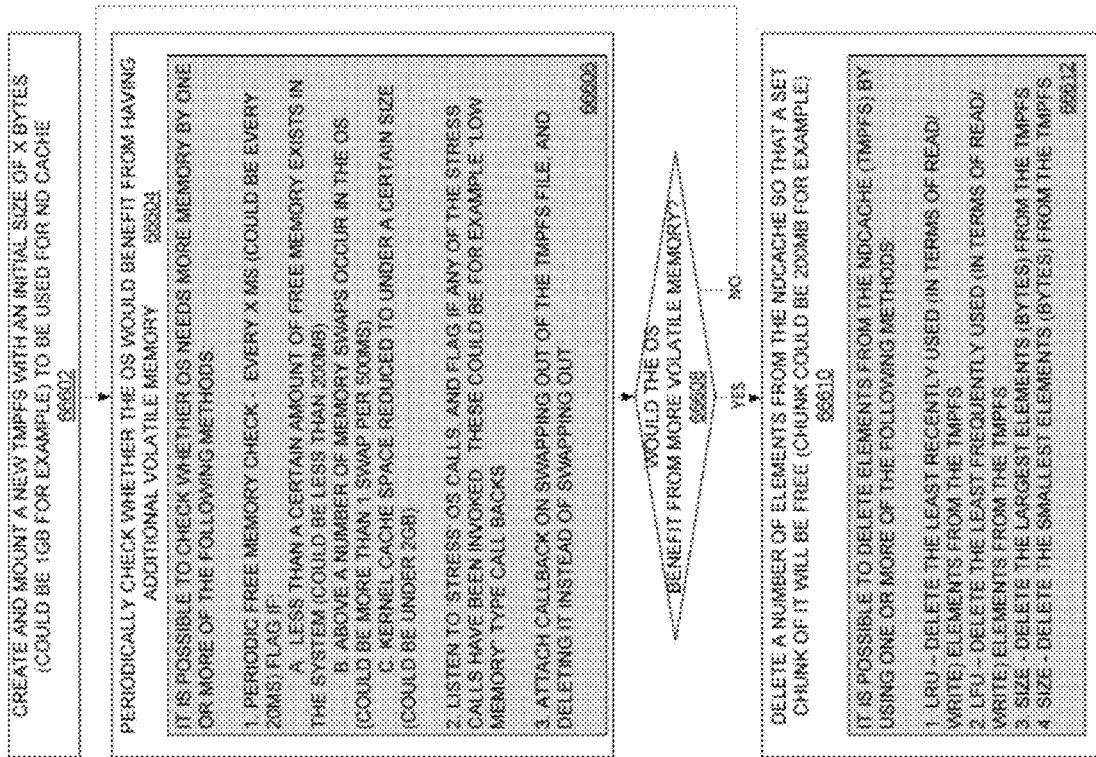 CREATE AND MOUNT A NEW TMPFS WITH AN INITIAL SIZE OF X BYTES
(COULD BE 1GB FOR EXAMPLE) TO BE USED FOR ND CACHE
66602
PERIODICALLY CHECK WHETHER THE OS WOULD BENEFIT FROM HAVING
ADDITIONAL VOLATILE MEMORY 66604
IT IS POSSIBLE TO CHECK WHETHER OS NEEDS MORE MEMORY BY ONE
OR MORE OF THE FOLLOWING METHODS
1. PERIODIC FREE MEMORY CHECK - EVERY X MS (COULD BE EVERY
20MS) FLAG IF:
A. LESS THAN A CERTAIN AMOUNT OF FREE MEMORY EXISTS IN
THE SYSTEM (COULD BE LESS THAN 200MB)
B. ABOVE A NUMBER OF MEMORY SWAPS OCCUR IN THE OS
(COULD BE MORE THAN 1 SWAP PER 500MS)
C. KERNEL CACHE SPACE REDUCED TO UNDER A CERTAIN SIZE
(COULD BE UNDER 2GB)
2. LISTEN TO STRESS OS CALLS, AND FLAG IF ANY OF THE STRESS
CALLS HAVE BEEN INVOKED. THESE COULD BE FOR EXAMPLE "LOW
MEMORY" TYPE CALL BACKS
3. ATTACH CALLBACK ON SWAPPING OUT OF THE TMPFS FILE, AND
DELETING IT INSTEAD OF SWAPPING OUT
66606
WOULD THE OS
BENEFIT FROM MORE VOLATILE MEMORY?
66608
NO
YES
DELETE A NUMBER OF ELEMENTS FROM THE NDCACHE SO THAT A SET
CHUNK OF IT WILL BE FREE (CHUNK COULD BE 200MB FOR EXAMPLE)
66610
IT IS POSSIBLE TO DELETE ELEMENTS FROM THE NDCACHE (TMPFS) BY
USING ONE OR MORE OF THE FOLLOWING METHODS:
1. LRU - DELETE THE LEAST RECENTLY USED (IN TERMS OF READ/
WRITE) ELEMENTS FROM THE TMPFS
2. LFU - DELETE THE LEAST FREQUENTLY USED (IN TERMS OF READ/
WRITE) ELEMENTS FROM THE TMPFS
3. SIZE - DELETE THE LARGEST ELEMENTS (BYTES) FROM THE TMPFS
4. SIZE - DELETE THE SMALLEST ELEMENTS (BYTES) FROM THE TMPFS
66612